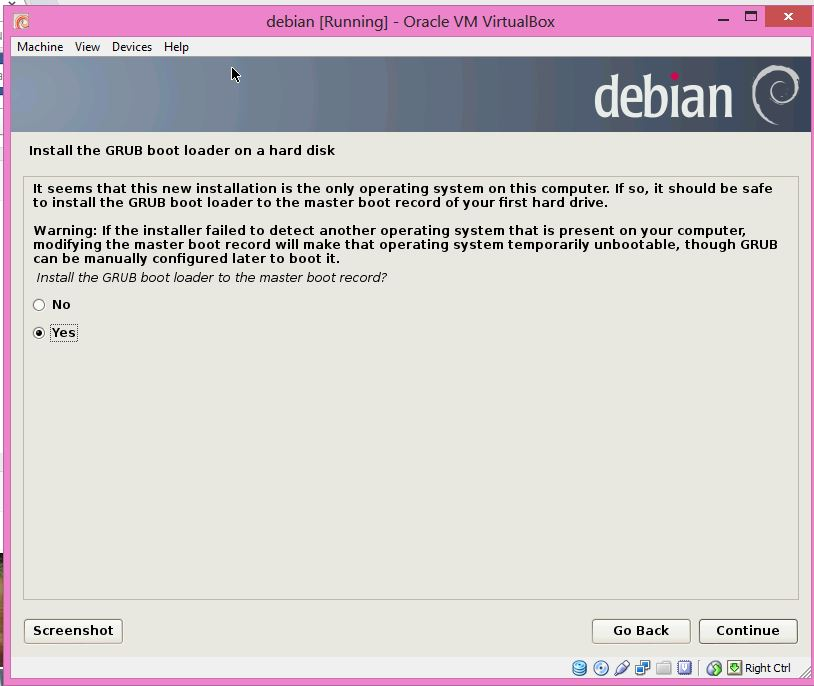 debian [Running] - Oracle VM VirtualBox
Machine View Devices Help
debian
Install the GRUB boot loader on a hard disk
It seems that this new installation is the only operating system on this computer. If so, it should be safe
to install the GRUB boot loader to the master boot record of your first hard drive.
Warning: If the installer failed to detect another operating system that is present on your computer,
modifying the master boot record will make that operating system temporarily unbootable, though GRUB
can be manually configured later to boot it.
Install the GRUB boot loader to the master boot record?
No
Yes
Screenshot Go Back Continue
Right Ctrl